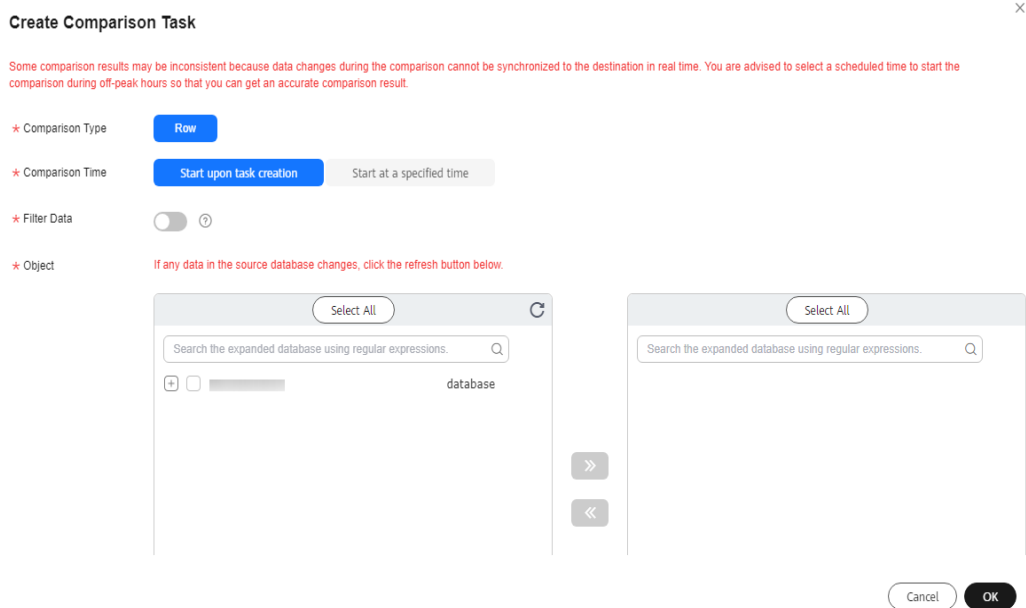 Create Comparison Task
Some comparison results may be inconsistent because data changes during the comparison cannot be synchronized to the destination in real time. You are advised to select a scheduled time to start the
comparison during off-peak hours so that you can get an accurate comparison result.
* Comparison Type Row
* Comparison Time Start upon task creation Start at a specified time
* Filter Data ?
* Object If any data in the source database changes, click the refresh button below.
Select All Select All
Search the expanded database using regular expressions. Search the expanded database using regular expressions.
database
Cancel OK